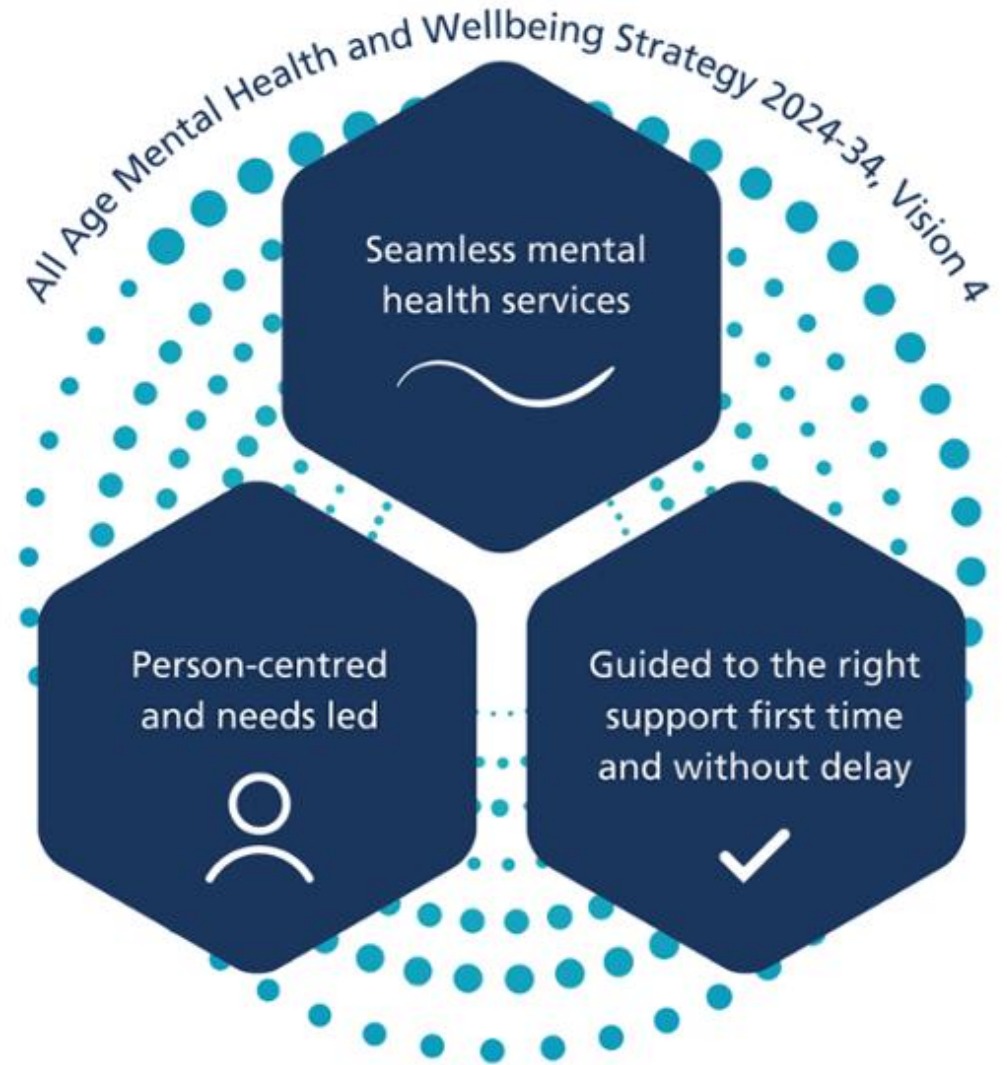 All Age Mental Health and Wellbeing Strategy 2024-34, Vision 4
Seamless mental
health services
Person-centred
and needs led
Guided to the right
support first time
and without delay